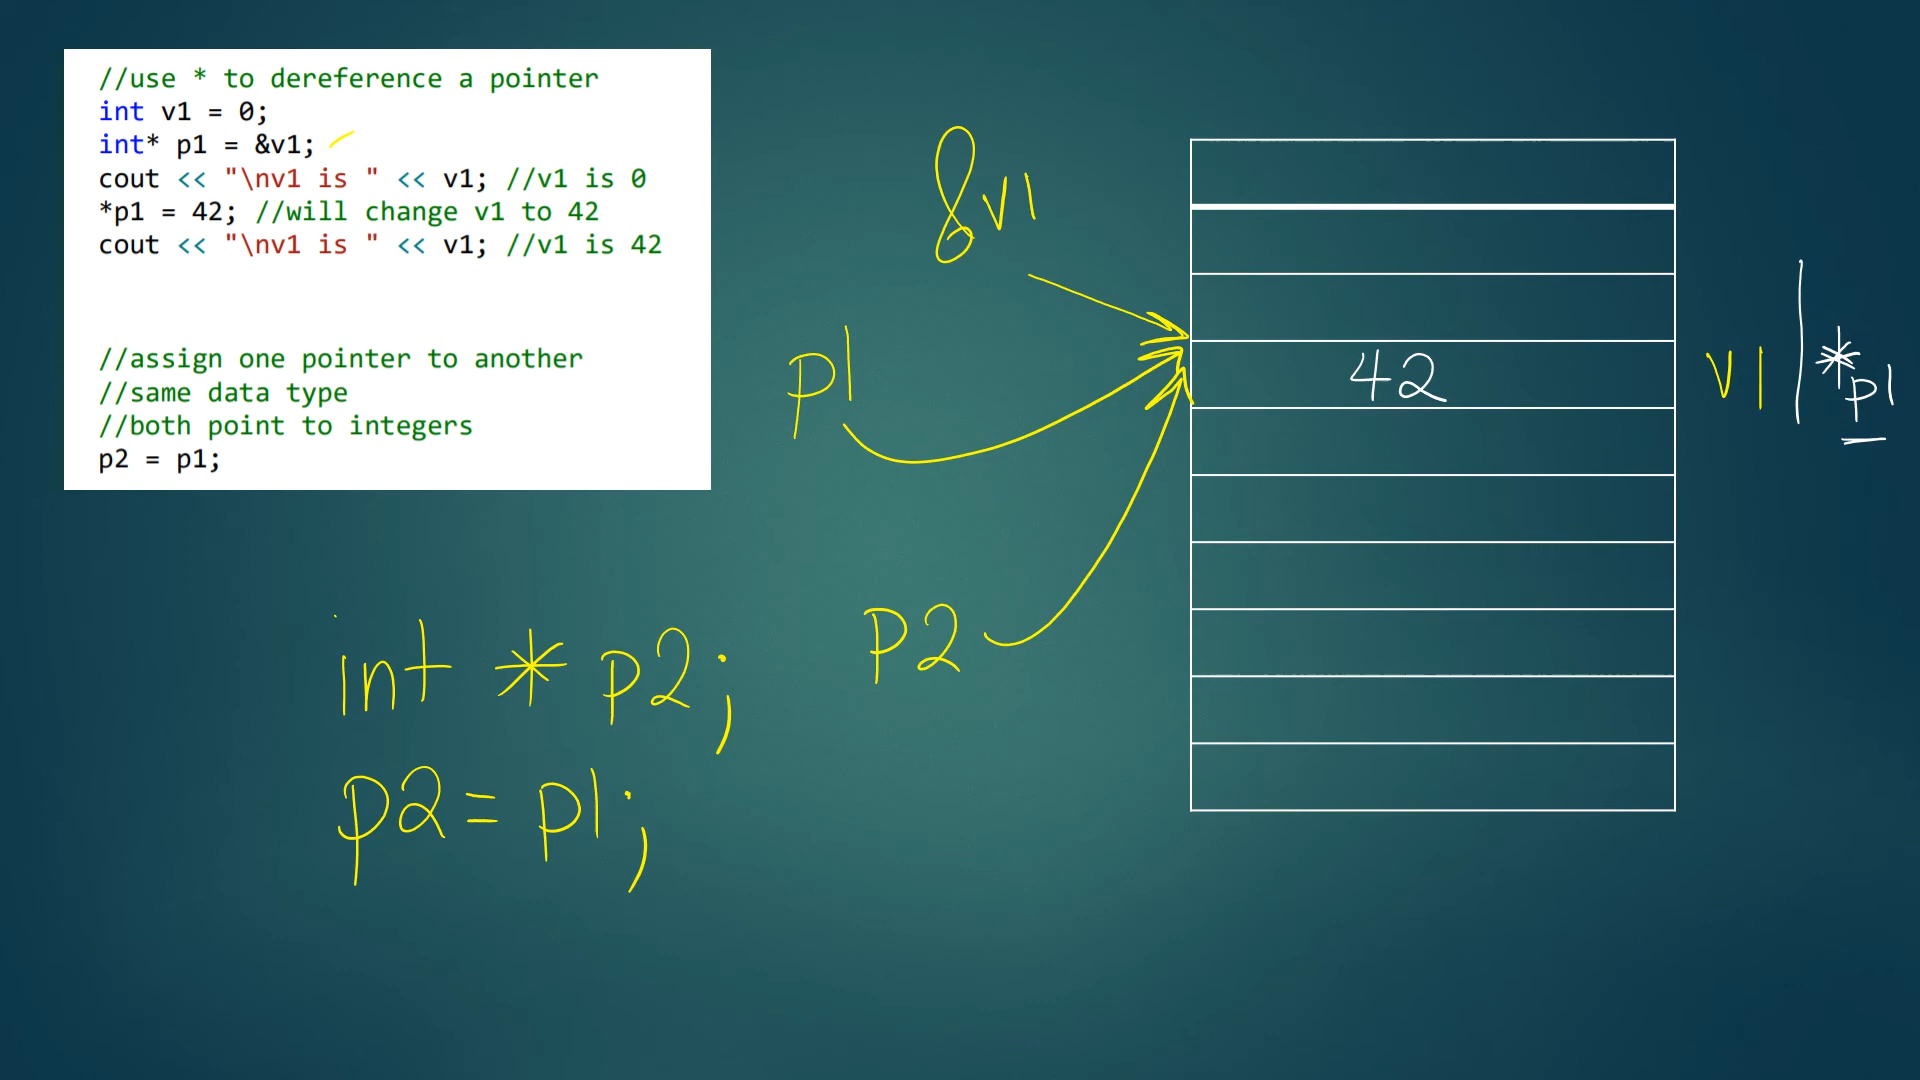 //use * to dereference a pointer
int v1 = 0;
int* p1 = &v1;
cout << "\nv1 is " << v1; //v1 is 0
*p1 = 42; //will change v1 to 42
cout << "\nv1 is " << v1; //v1 is 42
//assign one pointer to another
//same data type
//both point to integers
p2 = p1;
&v1
p1
42
v1 | *p1
p2
int * p2;
p2 = p1;